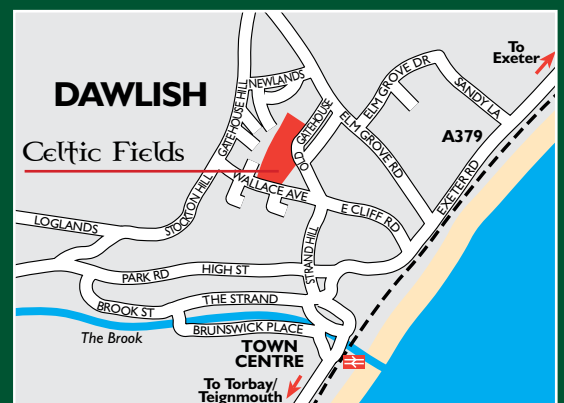 To
Exeter
DAWLISH
NEWLANDS
GATEHOUSE HILL
ELM GROVE DR
SANDY LA
OLD GATEHOUSE
ELM GROVE RD
A379
Celtic Fields
EXETER RD
WALLACE AVE
STOCKTON HILL
E CLIFF RD
LOGLANDS
STRAND HILL
PARK RD
HIGH ST
BROOK ST
THE STRAND
BRUNSWICK PLACE
The Brook
TOWN
CENTRE
To Torbay/
Teignmouth